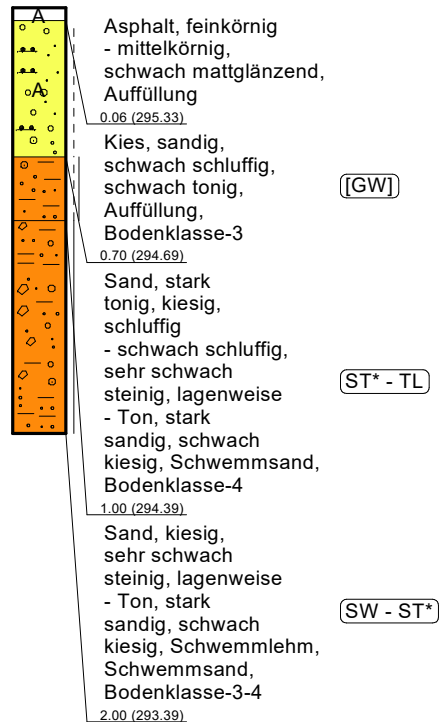 A
Asphalt, feinkörnig
- mittelkörnig,
schwach mattglänzend,
Auffüllung
0.06 (295.33)
A
Kies, sandig,
schwach schluffig,
schwach tonig,
Auffüllung,
Bodenklasse-3
[GW]
0.70 (294.69)
Sand, stark
tonig, kiesig,
schluffig
- schwach schluffig,
sehr schwach
steinig, lagenweise
- Ton, stark
sandig, schwach
kiesig, Schwemmsand,
Bodenklasse-4
ST* - TL
1.00 (294.39)
Sand, kiesig,
sehr schwach
steinig, lagenweise
- Ton, stark
sandig, schwach
kiesig, Schwemmlehm,
Schwemmsand,
Bodenklasse-3-4
SW - ST*
2.00 (293.39)